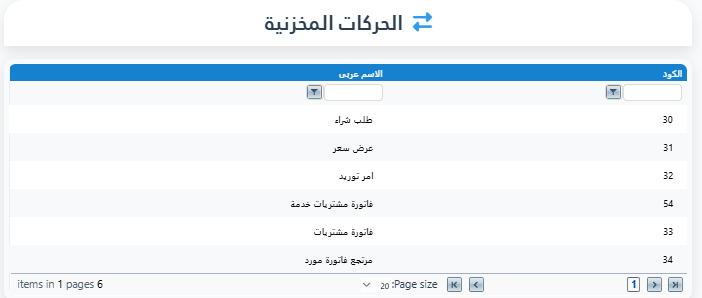 الحركات المخزنية
الكود الاسم عربى
30 طلب شراء
31 عرض سعر
32 امر توريد
54 فاتورة مشتريات خدمة
33 فاتورة مشتريات
34 مرتجع فاتورة مورد
1 Page size: 20 6 items in 1 pages